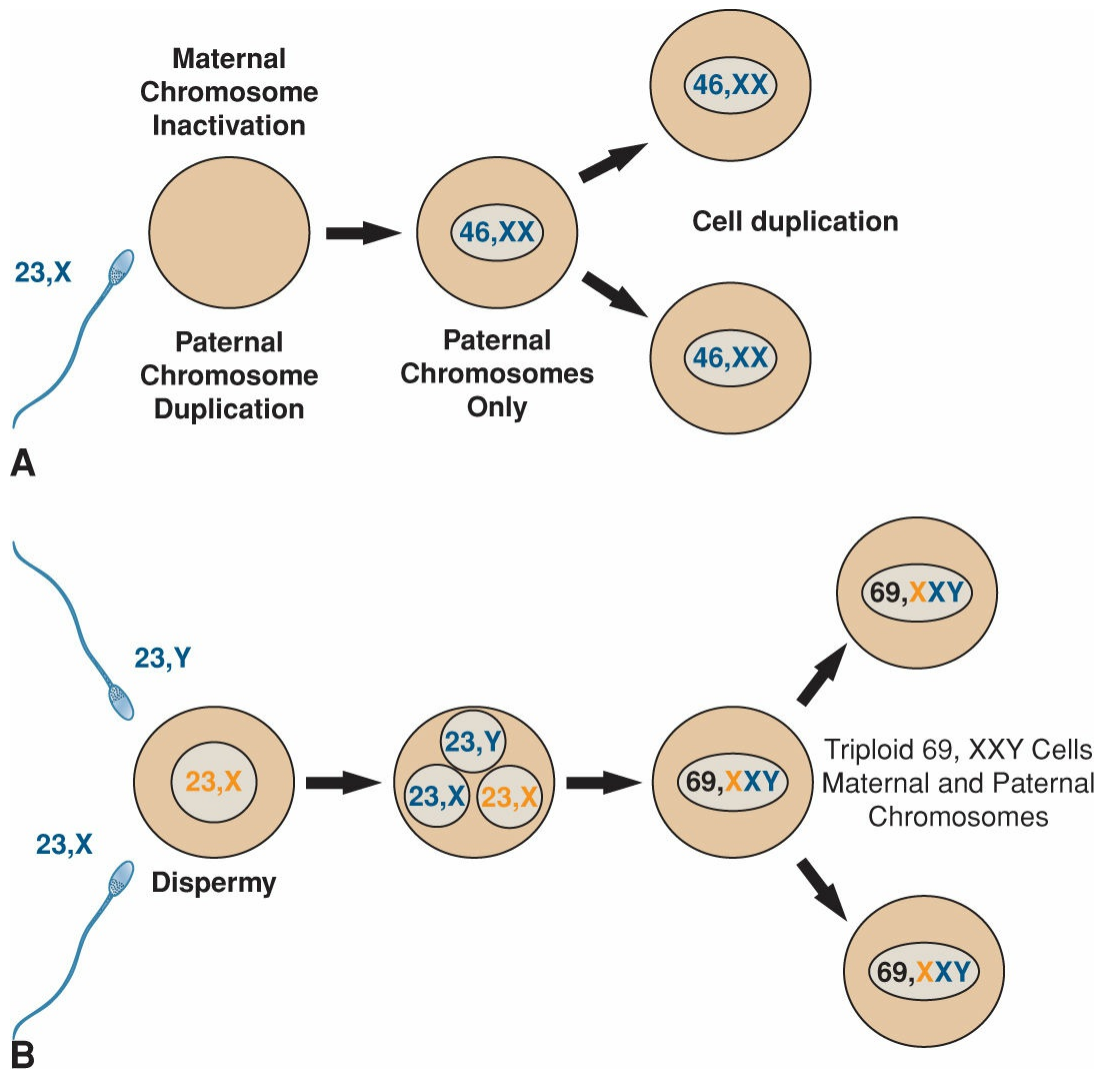 Maternal
Chromosome
Inactivation
23,X
Paternal
Chromosome
Duplication
46,XX
Paternal
Chromosomes
Only
46,XX
Cell duplication
46,XX
A
23,Y
23,X
23,X
Dispermy
23,Y
23,X
23,X
69,XXY
69,XXY
Triploid 69, XXY Cells
Maternal and Paternal
Chromosomes
69,XXY
B